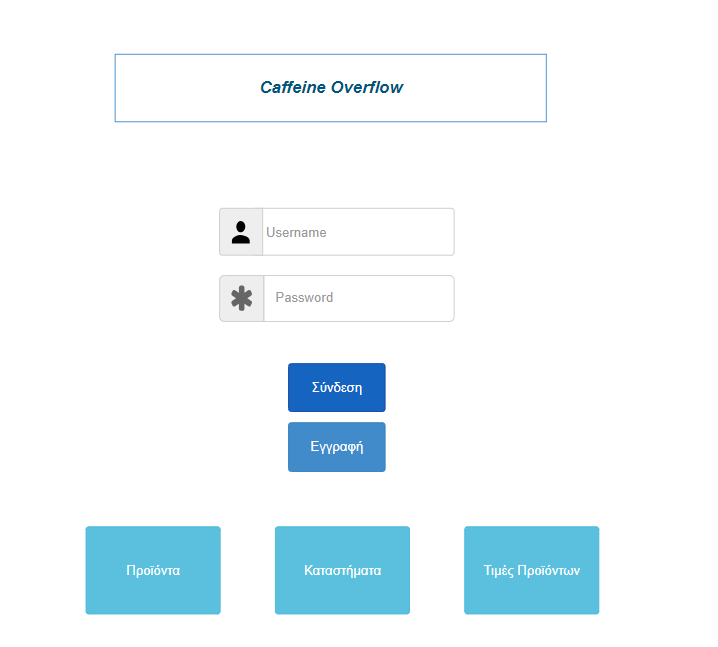 Caffeine Overflow
Username
Password
Σύνδεση
Εγγραφή
Προϊόντα
Καταστήματα
Τιμές Προϊόντων